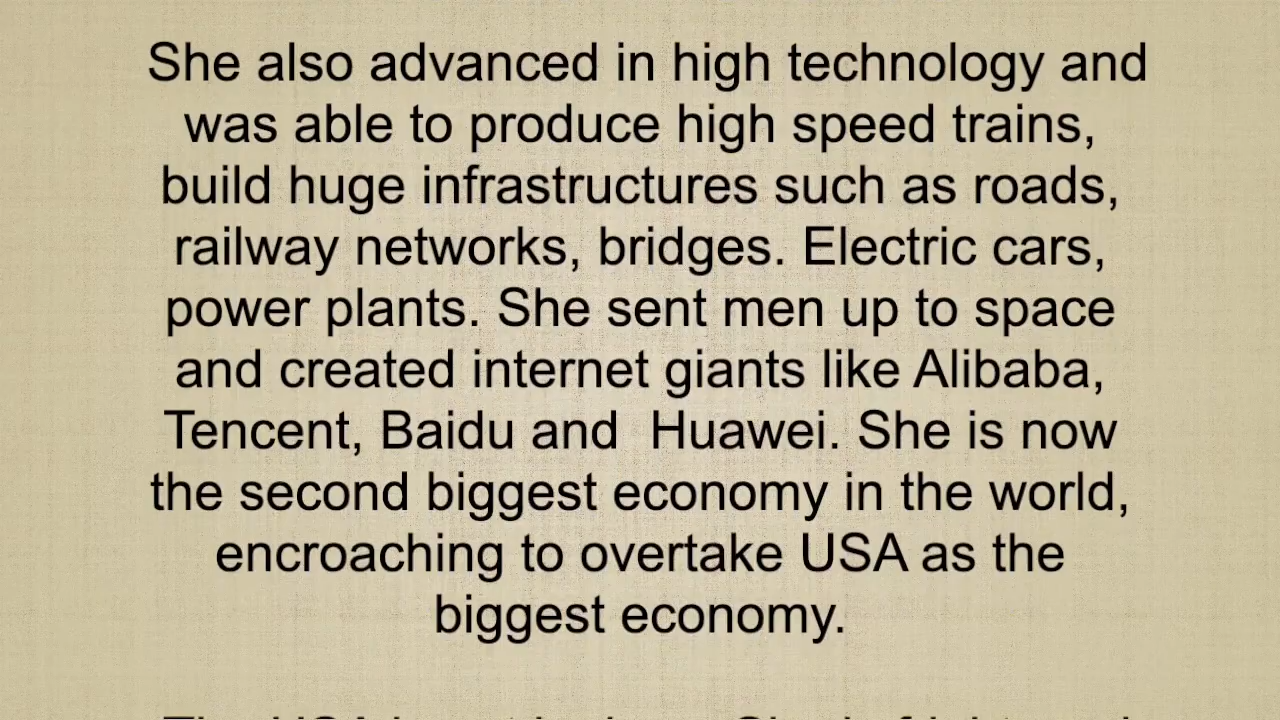 She also advanced in high technology and
was able to produce high speed trains,
build huge infrastructures such as roads,
railway networks, bridges. Electric cars,
power plants. She sent men up to space
and created internet giants like Alibaba,
Tencent, Baidu and  Huawei. She is now
the second biggest economy in the world,
encroaching to overtake USA as the
biggest economy.